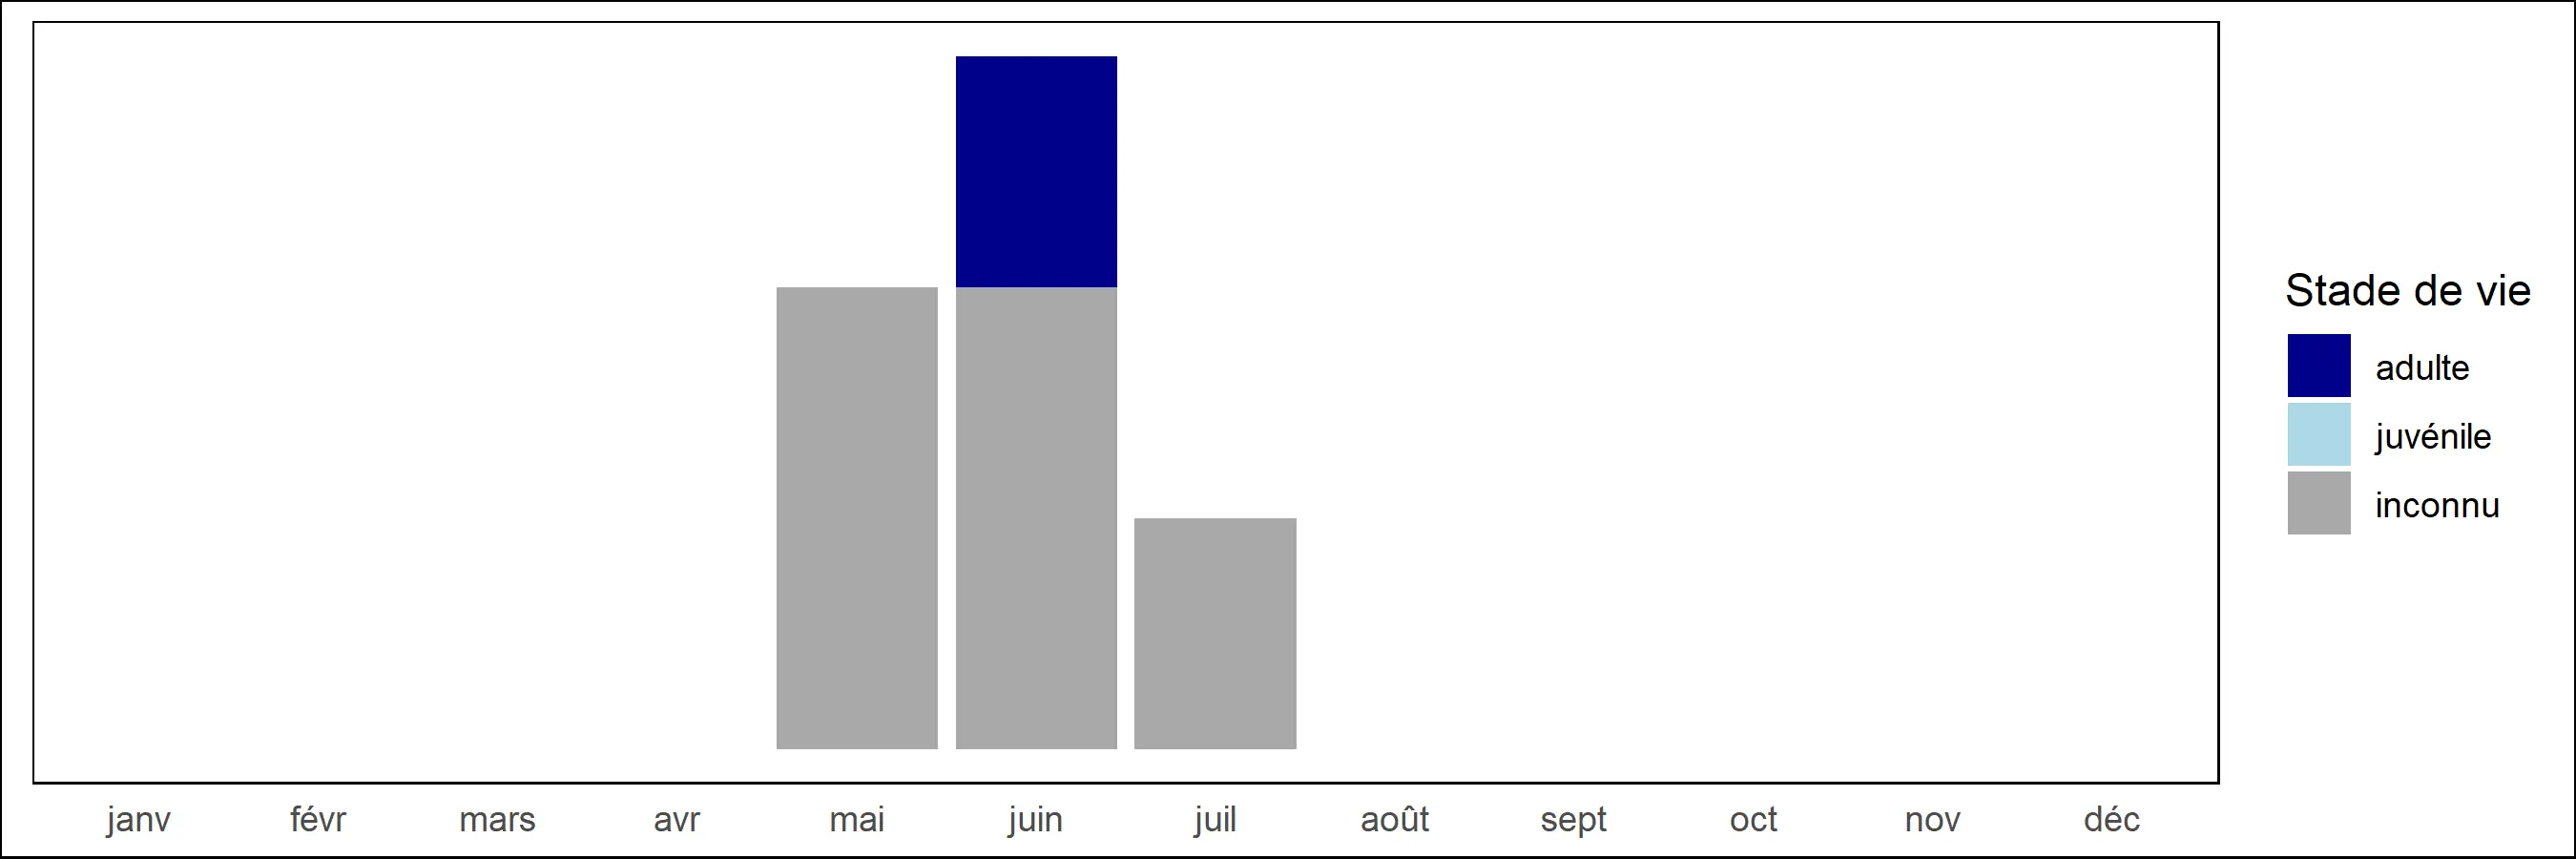 Stade de vie
adulte
juvénile
inconnu
janv févr mars avr mai juin juil août sept oct nov déc